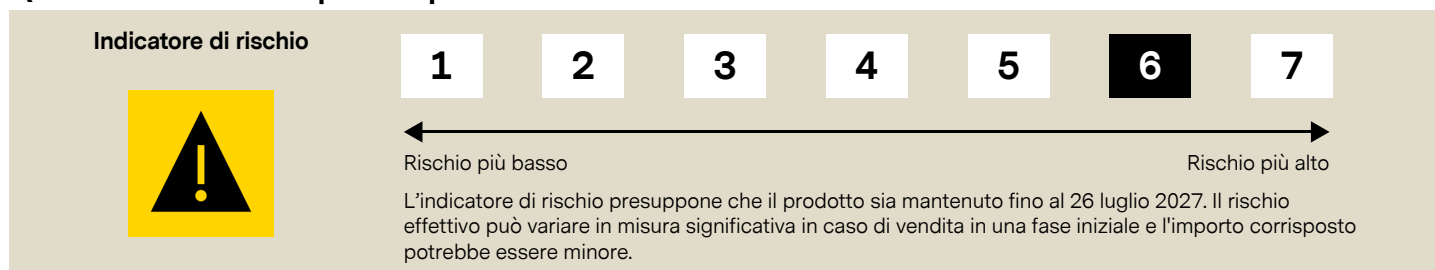 Indicatore di rischio
1 2 3 4 5 6 7
Rischio più basso Rischio più alto
L'indicatore di rischio presuppone che il prodotto sia mantenuto fino al 26 luglio 2027. Il rischio
effettivo può variare in misura significativa in caso di vendita in una fase iniziale e l'importo corrisposto
potrebbe essere minore.